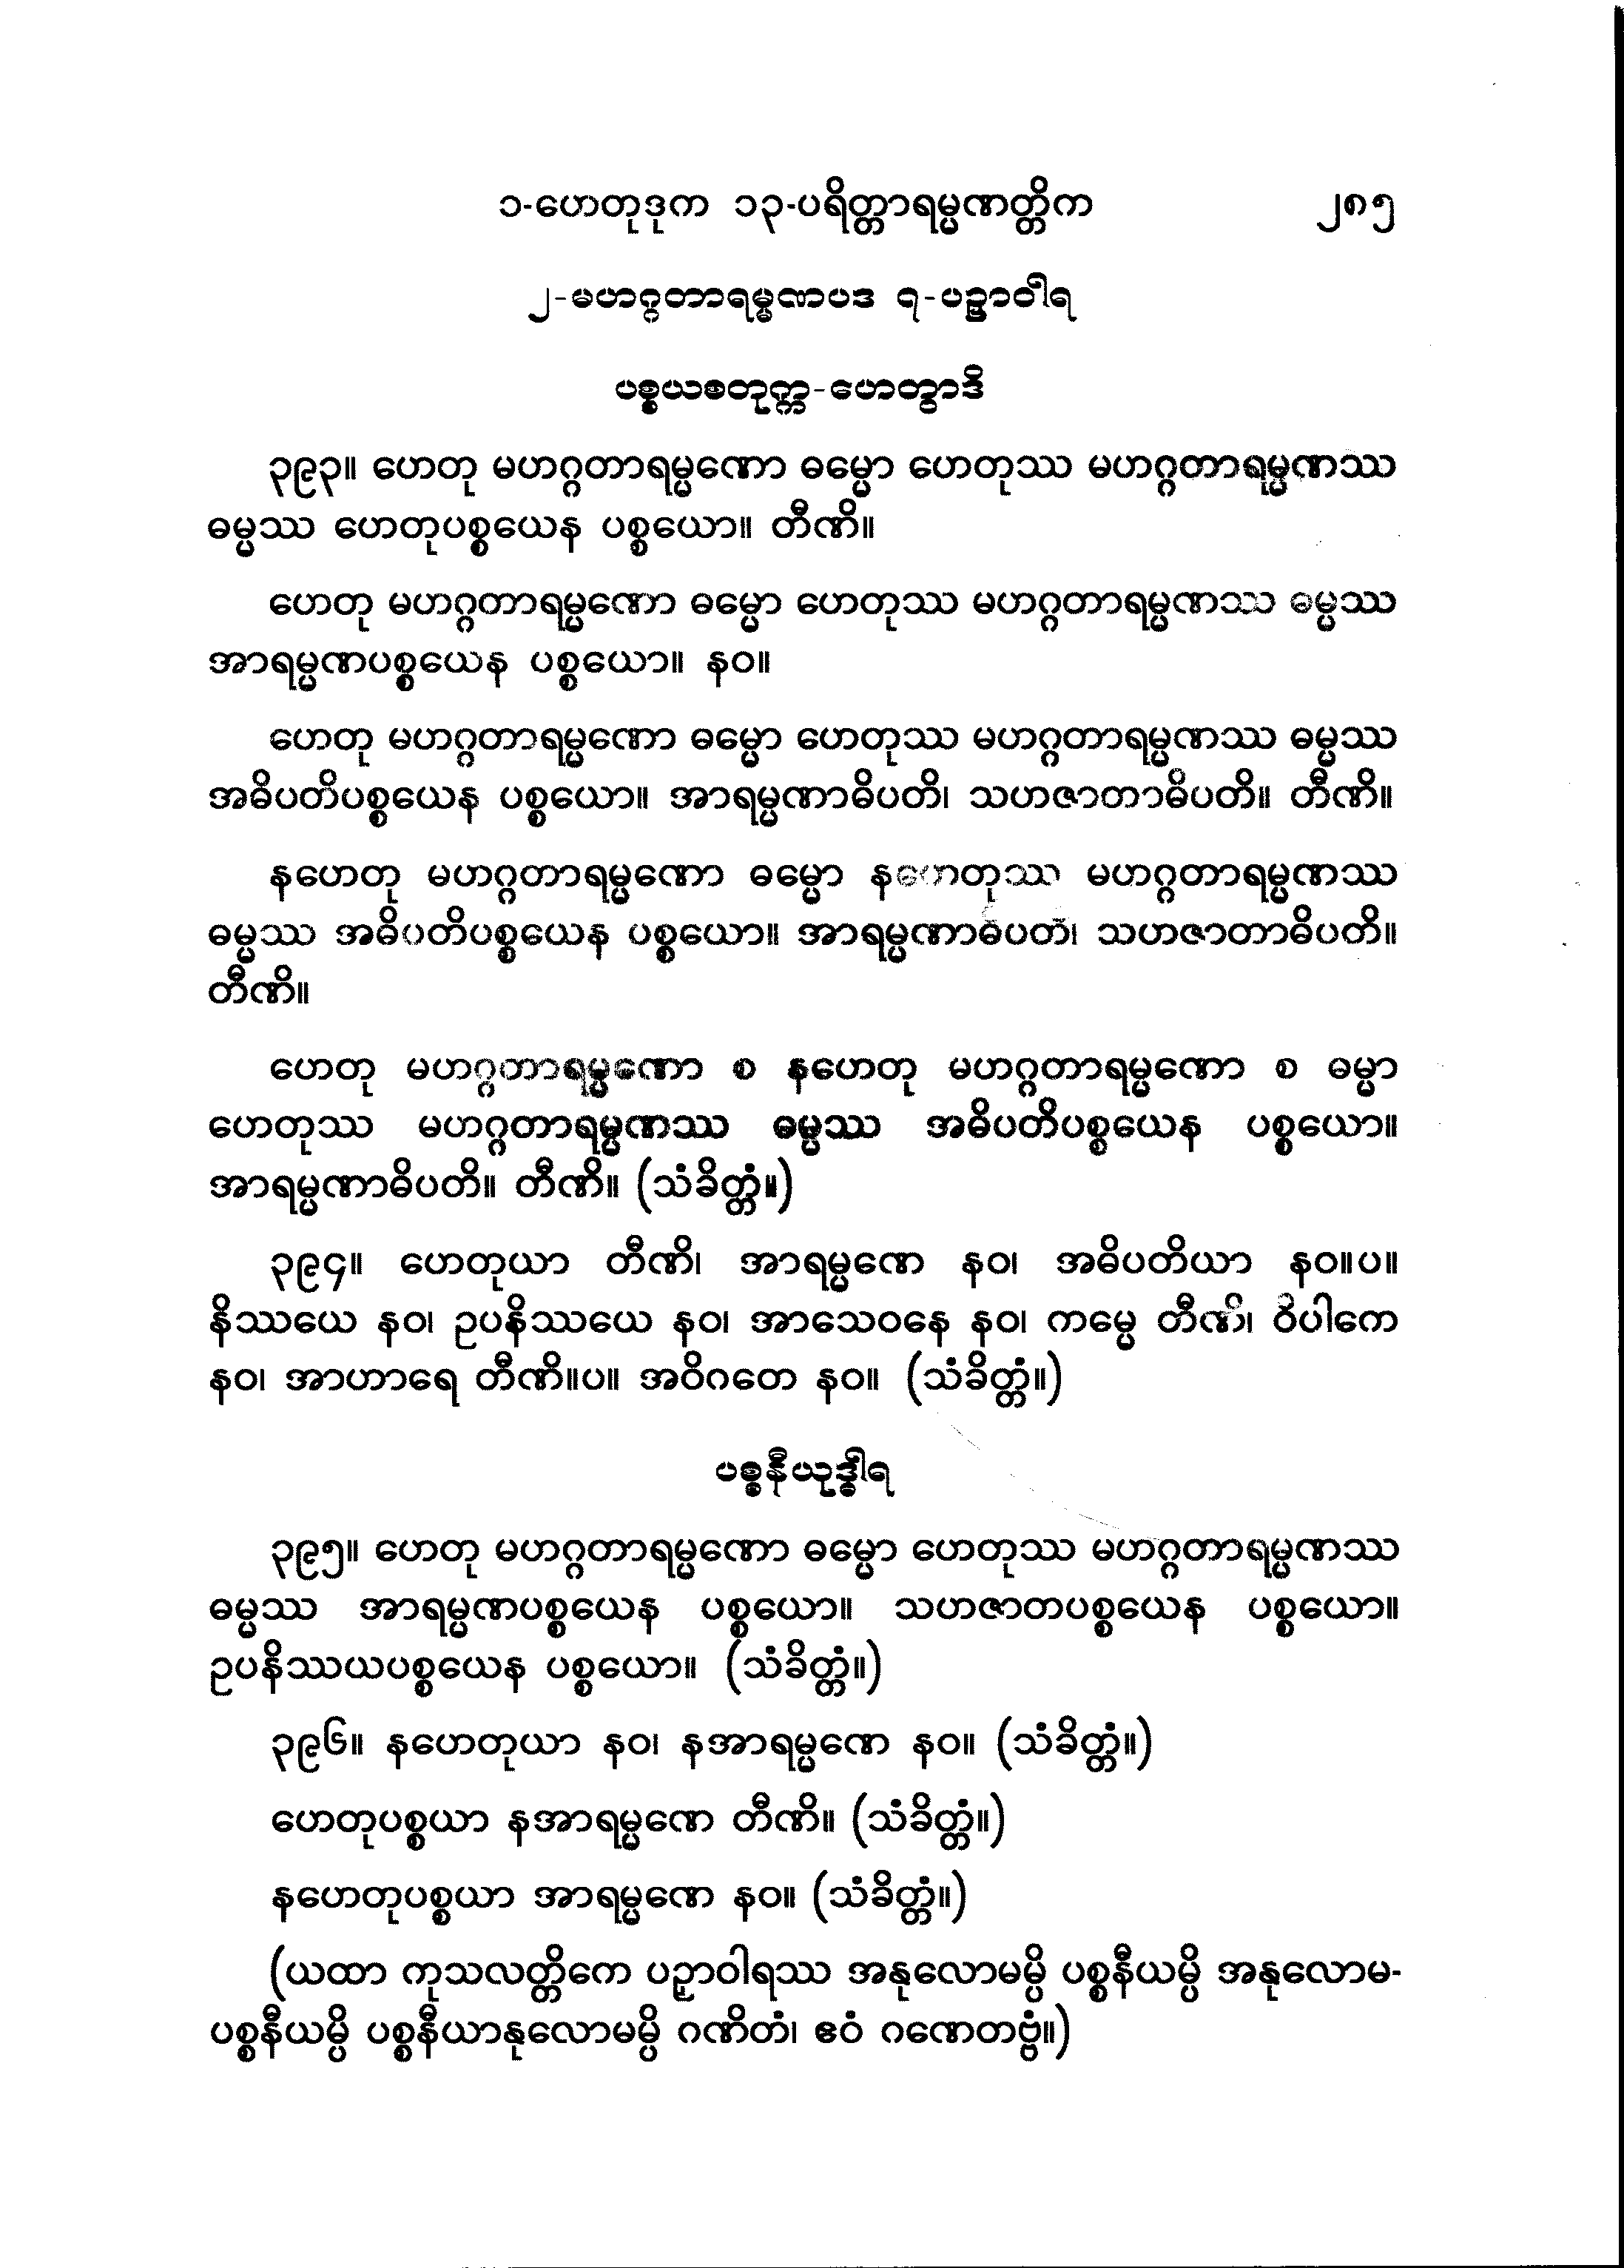 ၁-ဟေတုဒုက ၁၃-ပရိတ္တာရမ္မဏတ္တိက ၂၈၅
၂-မဟဂ္ဂတာရမ္မဏပဒ ၇-ပဉှာဝါရ
ပစ္စယစတုက္က-ဟေတွာဒိ
၃၉၃။ ဟေတု မဟဂ္ဂတာရမ္မဏော ဓမ္မော ဟေတုဿ မဟဂ္ဂတာရမ္မဏဿ
ဓမ္မဿ ဟေတုပစ္စယေန ပစ္စယော။ တီဏိ။
ဟေတု မဟဂ္ဂတာရမ္မဏော ဓမ္မော ဟေတုဿ မဟဂ္ဂတာရမ္မဏဿ ဓမ္မဿ
အာရမ္မဏပစ္စယေန ပစ္စယော။ နဝ။
ဟေတု မဟဂ္ဂတာရမ္မဏော ဓမ္မော ဟေတုဿ မဟဂ္ဂတာရမ္မဏဿ ဓမ္မဿ
အဓိပတိပစ္စယေန ပစ္စယော။ အာရမ္မဏာဓိပတိ၊ သဟဇာတာဓိပတိ။ တီဏိ။
နဟေတု မဟဂ္ဂတာရမ္မဏော ဓမ္မော နဟေတုဿ မဟဂ္ဂတာရမ္မဏဿ
ဓမ္မဿ အဓိပတိပစ္စယေန ပစ္စယော။ အာရမ္မဏာဓိပတိ၊ သဟဇာတာဓိပတိ။
တီဏိ။
ဟေတု မဟဂ္ဂတာရမ္မဏော စ နဟေတု မဟဂ္ဂတာရမ္မဏော စ ဓမ္မာ
ဟေတုဿ မဟဂ္ဂတာရမ္မဏဿ ဓမ္မဿ အဓိပတိပစ္စယေန ပစ္စယော။
အာရမ္မဏာဓိပတိ။ တီဏိ။ (သံခိတ္တံ။)
၃၉၄။ ဟေတုယာ တီဏိ၊ အာရမ္မဏေ နဝ၊ အဓိပတိယာ နဝ။ပ။
နိဿယေ နဝ၊ ဥပနိဿယေ နဝ၊ အာသေဝနေ နဝ၊ ကမ္မေ တီဏိ၊ ဝိပါကေ
နဝ၊ အာဟာရေ တီဏိ။ပ။ အဝိဂတေ နဝ။ (သံခိတ္တံ။)
ပစ္စနီယုဒ္ဓါရ
၃၉၅။ ဟေတု မဟဂ္ဂတာရမ္မဏော ဓမ္မော ဟေတုဿ မဟဂ္ဂတာရမ္မဏဿ
ဓမ္မဿ အာရမ္မဏပစ္စယေန ပစ္စယော။ သဟဇာတပစ္စယေန ပစ္စယော။
ဥပနိဿယပစ္စယေန ပစ္စယော။ (သံခိတ္တံ။)
၃၉၆။ နဟေတုယာ နဝ၊ နအာရမ္မဏေ နဝ။ (သံခိတ္တံ။)
ဟေတုပစ္စယာ နအာရမ္မဏေ တီဏိ။ (သံခိတ္တံ။)
နဟေတုပစ္စယာ အာရမ္မဏေ နဝ။ (သံခိတ္တံ။)
(ယထာ ကုသလတ္တိကေ ပဉှာဝါရဿ အနုလောမမ္ပိ ပစ္စနီယမ္ပိ အနုလောမ-
ပစ္စနီယမ္ပိ ပစ္စနီယာနုလောမမ္ပိ ဂဏိတံ၊ ဧဝံ ဂဏေတဗ္ဗံ။)